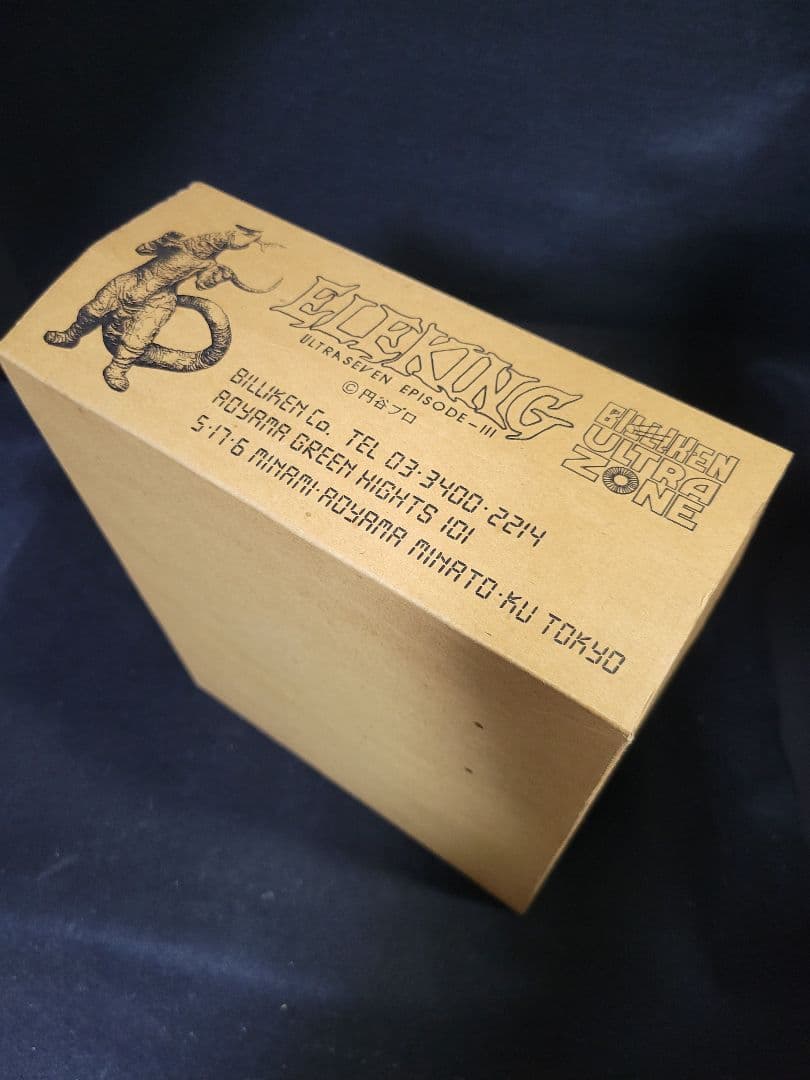 ELEKING
ULTRASEVEN EPISODE-III
©円谷プロ
BILLIKEN Co. TEL 03·3400·2214
AOYAMA GREEN HIGHTS 101
5·17·6 MINAMI·AOYAMA MINATO·KU TOKYO
BILLIKEN
ULTRA
ZONE